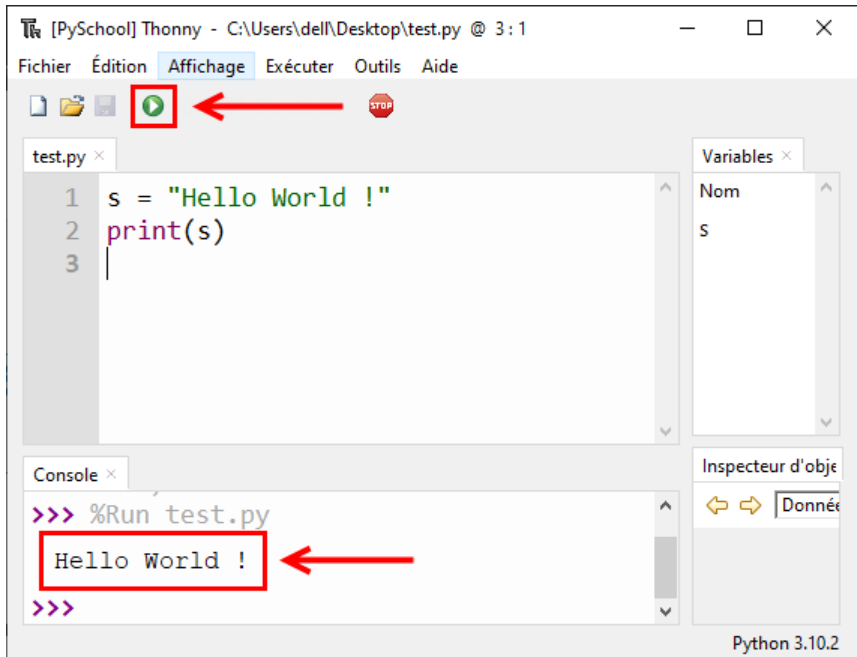 [PySchool] Thonny - C:\Users\dell\Desktop\test.py @ 3 : 1
Fichier Édition Affichage Exécuter Outils Aide
STOP
test.py ×
1 s = "Hello World !"
2 print(s)
3
Variables ×
Nom
s
Console ×
>>> %Run test.py
Hello World !
>>>
Inspecteur d'obje
Donnée
Python 3.10.2